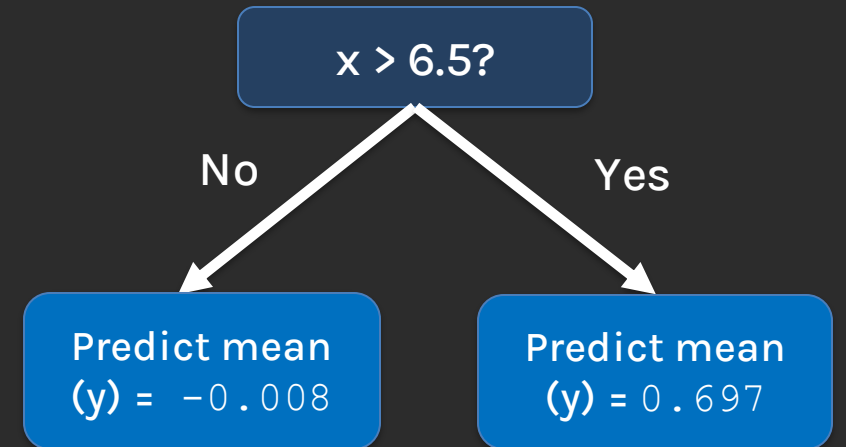 x > 6.5?
No
Yes
Predict mean
(y) = -0.008
Predict mean
(y) = 0.697